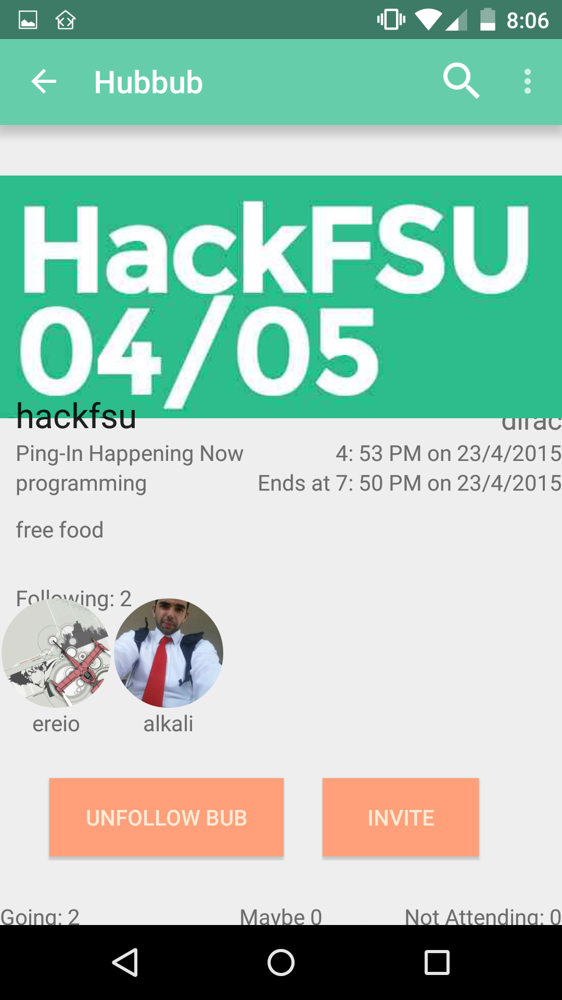 8:06
Hubbub
HackFSU
04/05
hackfsu
dirac
Ping-In Happening Now
4: 53 PM on 23/4/2015
programming
Ends at 7: 50 PM on 23/4/2015
free food
Following: 2
ereio
alkali
UNFOLLOW BUB
INVITE
Going: 2
Maybe 0
Not Attending: 0